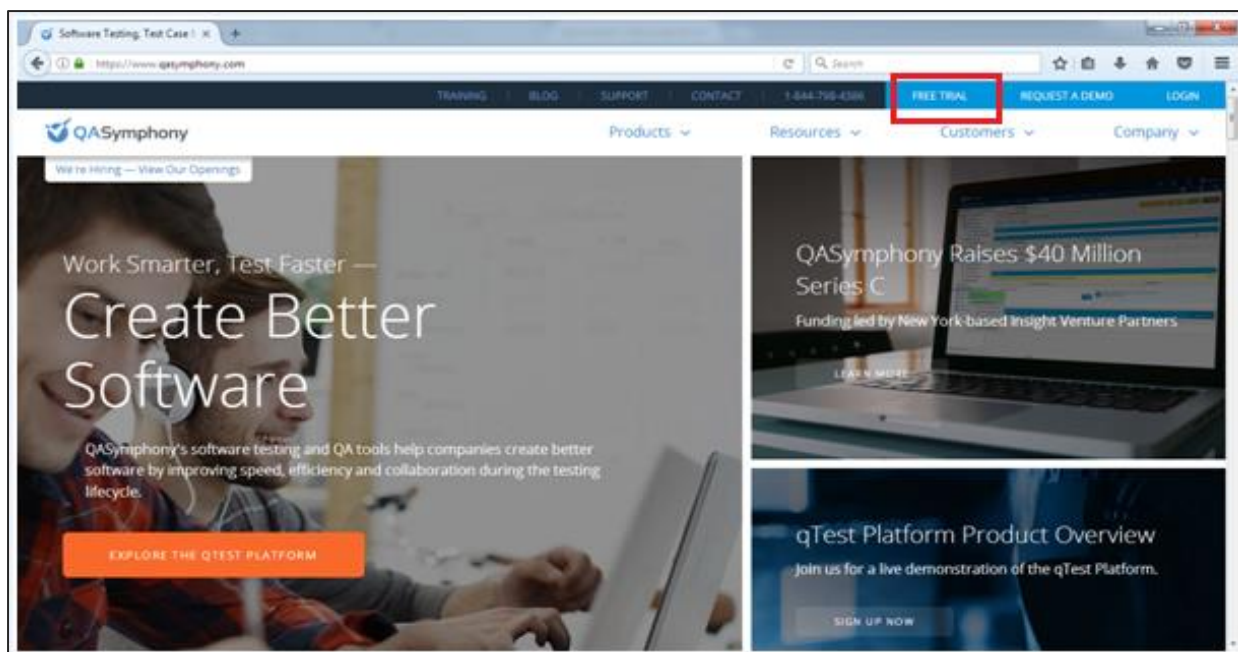 Software Testing, Test Case
https://www.qasymphony.com
Search
TRAINING BLOG SUPPORT CONTACT 1-844-798-4386 FREE TRIAL REQUEST A DEMO LOGIN
QASymphony Products Resources Customers Company
We're Hiring — View Our Openings
Work Smarter, Test Faster —
Create Better
Software
QASymphony's software testing and QA tools help companies create better
software by improving speed, efficiency and collaboration during the testing
lifecycle.
EXPLORE THE QTEST PLATFORM
QASymphony Raises $40 Million
Series C
Funding led by New York-based Insight Venture Partners
LEARN MORE
qTest Platform Product Overview
Join us for a live demonstration of the qTest Platform.
SIGN UP NOW